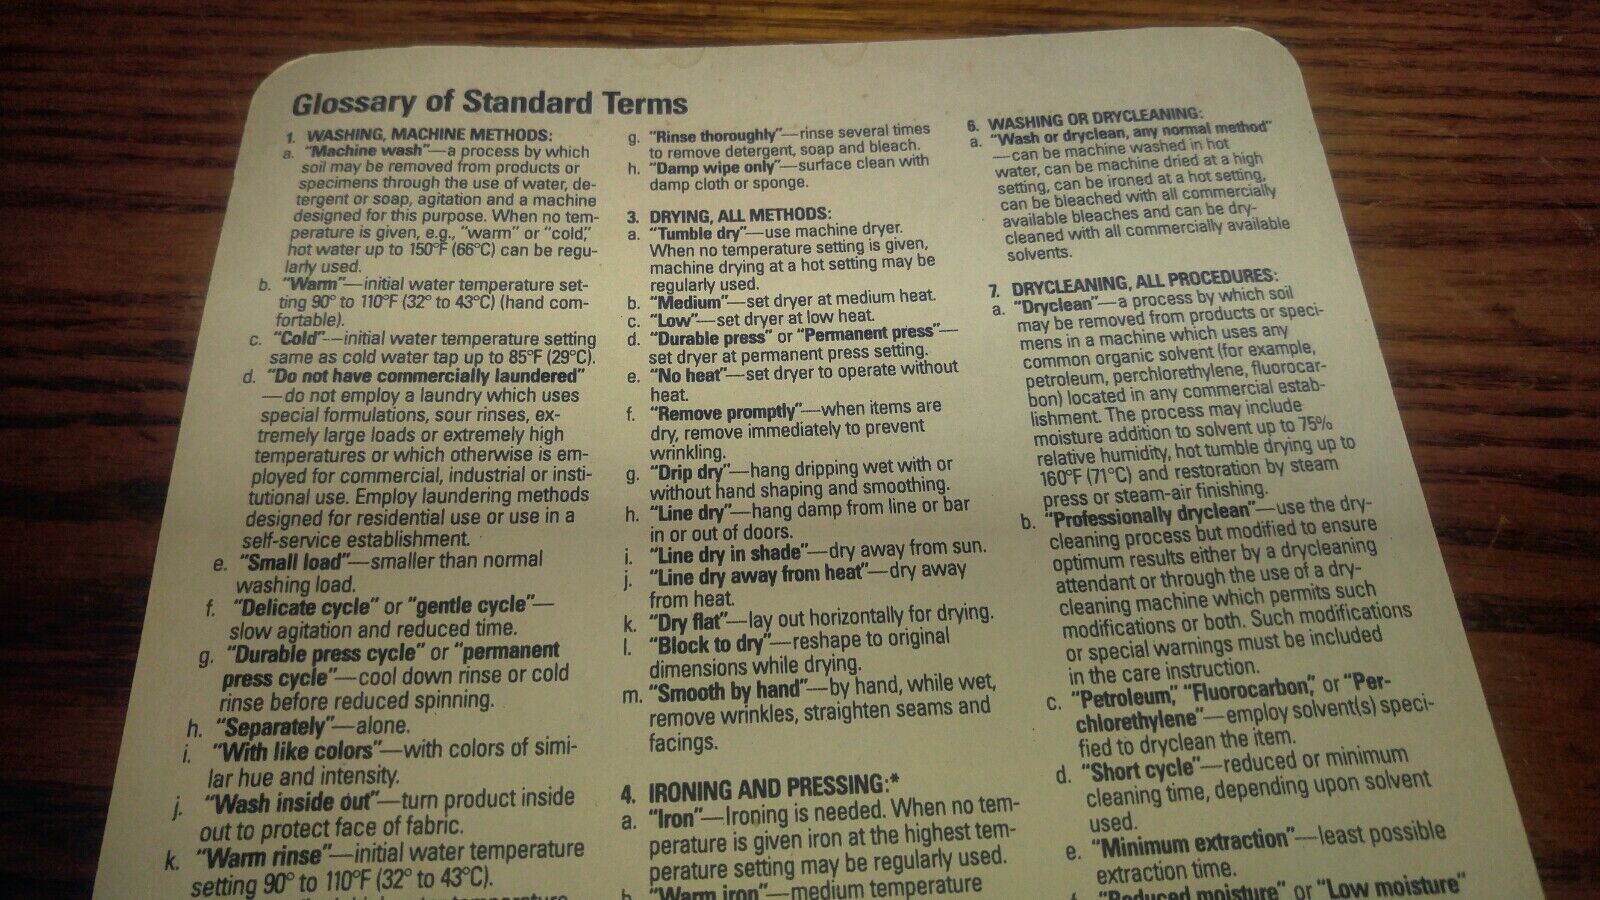 Glossary of Standard Terms
1. WASHING, MACHINE METHODS:
a. "Machine wash"—a process by which
soil may be removed from products or
specimens through the use of water, de-
tergent or soap, agitation and a machine
designed for this purpose. When no tem-
perature is given, e.g., "warm" or "cold,"
hot water up to 150°F (66°C) can be regu-
larly used.
b. "Warm"—initial water temperature set-
ting 90° to 110°F (32° to 43°C) (hand com-
fortable).
c. "Cold"—initial water temperature setting
same as cold water tap up to 85°F (29°C).
d. "Do not have commercially laundered"
—do not employ a laundry which uses
special formulations, sour rinses, ex-
tremely large loads or extremely high
temperatures or which otherwise is em-
ployed for commercial, industrial or insti-
tutional use. Employ laundering methods
designed for residential use or use in a
self-service establishment.
e. "Small load"—smaller than normal
washing load.
f. "Delicate cycle" or "gentle cycle"—
slow agitation and reduced time.
g. "Durable press cycle" or "permanent
press cycle"—cool down rinse or cold
rinse before reduced spinning.
h. "Separately"—alone.
i. "With like colors"—with colors of simi-
lar hue and intensity.
j. "Wash inside out"—turn product inside
out to protect face of fabric.
k. "Warm rinse"—initial water temperature
setting 90° to 110°F (32° to 43°C).
g. "Rinse thoroughly"—rinse several times
to remove detergent, soap and bleach.
h. "Damp wipe only"—surface clean with
damp cloth or sponge.
3. DRYING, ALL METHODS:
a. "Tumble dry"—use machine dryer.
When no temperature setting is given,
machine drying at a hot setting may be
regularly used.
b. "Medium"—set dryer at medium heat.
c. "Low"—set dryer at low heat.
d. "Durable press" or "Permanent press"—
set dryer at permanent press setting.
e. "No heat"—set dryer to operate without
heat.
f. "Remove promptly"—when items are
dry, remove immediately to prevent
wrinkling.
g. "Drip dry"—hang dripping wet with or
without hand shaping and smoothing.
h. "Line dry"—hang damp from line or bar
in or out of doors.
i. "Line dry in shade"—dry away from sun.
j. "Line dry away from heat"—dry away
from heat.
k. "Dry flat"—lay out horizontally for drying.
l. "Block to dry"—reshape to original
dimensions while drying.
m. "Smooth by hand"—by hand, while wet,
remove wrinkles, straighten seams and
facings.
4. IRONING AND PRESSING:*
a. "Iron"—Ironing is needed. When no tem-
perature is given iron at the highest tem-
perature setting may be regularly used.
b. "Warm iron"—medium temperature
6. WASHING OR DRYCLEANING:
a. "Wash or dryclean, any normal method"
—can be machine washed in hot
water, can be machine dried at a high
setting, can be ironed at a hot setting,
can be bleached with all commercially
available bleaches and can be dry-
cleaned with all commercially available
solvents.
7. DRYCLEANING, ALL PROCEDURES:
a. "Dryclean"—a process by which soil
may be removed from products or speci-
mens in a machine which uses any
common organic solvent (for example,
petroleum, perchlorethylene, fluorocar-
bon) located in any commercial estab-
lishment. The process may include
moisture addition to solvent up to 75%
relative humidity, hot tumble drying up to
160°F (71°C) and restoration by steam
press or steam-air finishing.
b. "Professionally dryclean"—use the dry-
cleaning process but modified to ensure
optimum results either by a drycleaning
attendant or through the use of a dry-
cleaning machine which permits such
modifications or both. Such modifications
or special warnings must be included
in the care instruction.
c. "Petroleum," "Fluorocarbon," or "Per-
chlorethylene"—employ solvent(s) speci-
fied to dryclean the item.
d. "Short cycle"—reduced or minimum
cleaning time, depending upon solvent
used.
e. "Minimum extraction"—least possible
extraction time.
f. "Reduced moisture" or "Low moisture"